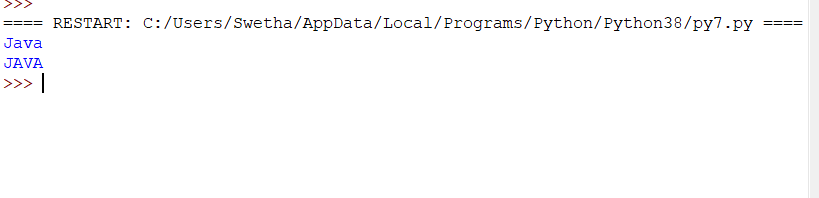 >>>
==== RESTART: C:/Users/Swetha/AppData/Local/Programs/Python/Python38/py7.py ====
Java
JAVA
>>>